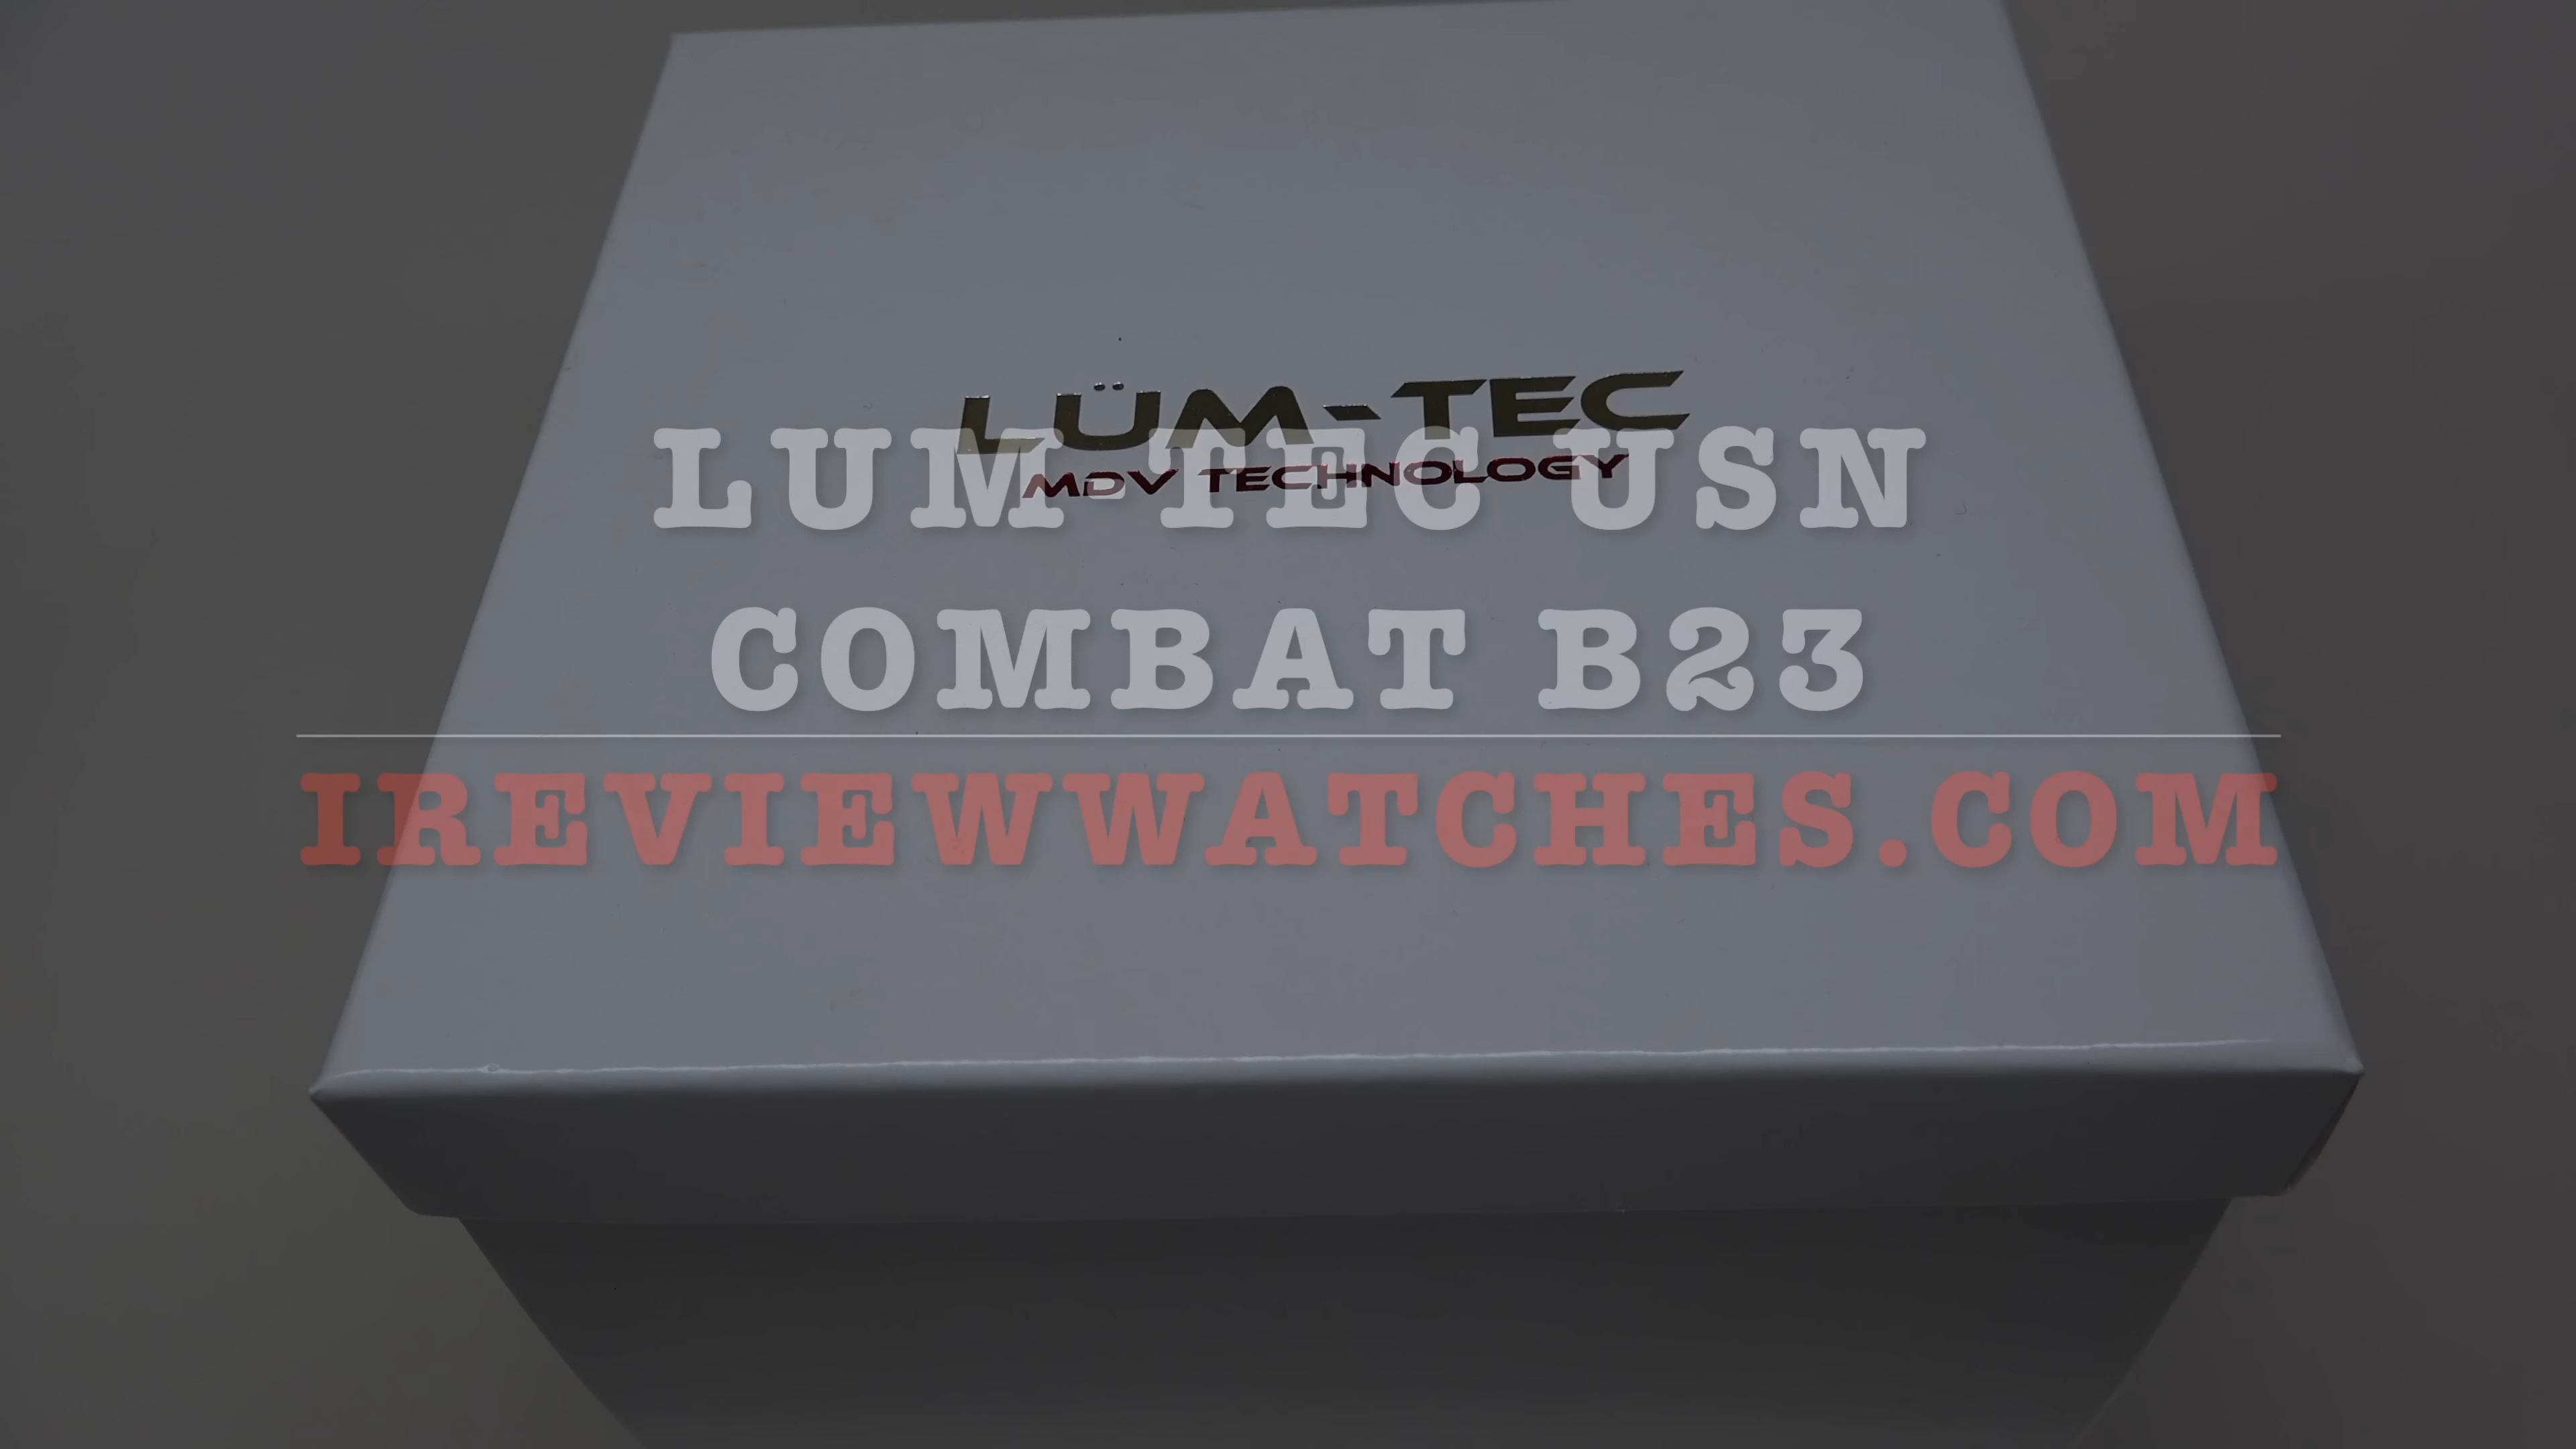 LÜM-TEC
MDV TECHNOLOGY
LUM-TEC USN
COMBAT B23
IREVIEWWATCHES.COM